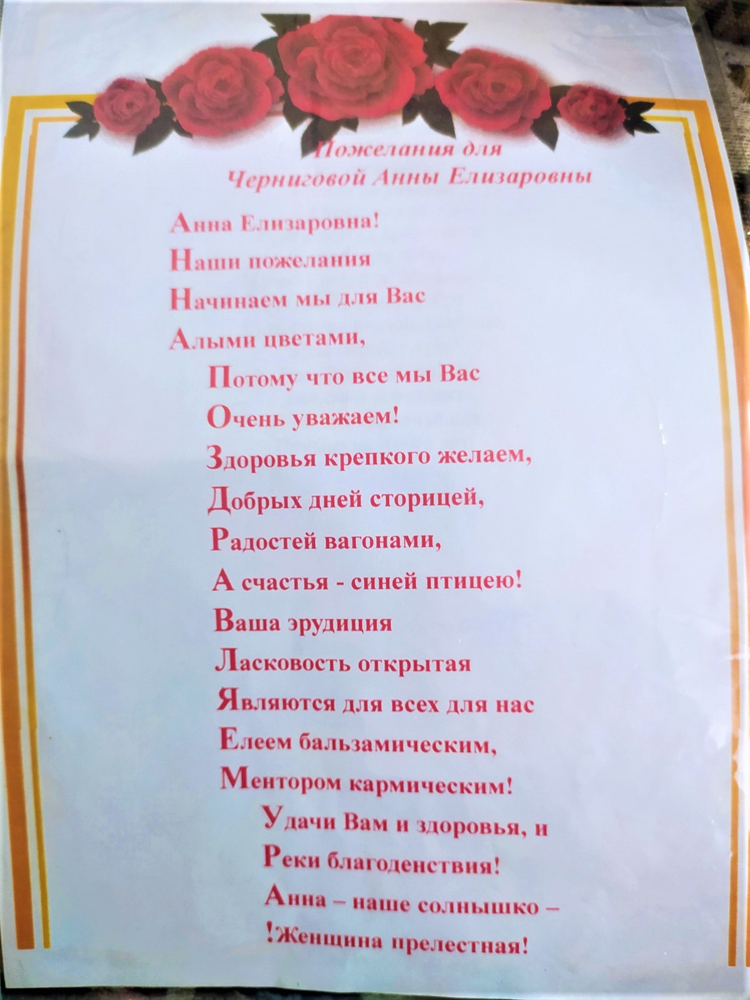 Пожелания для
Черниговой Анны Елизаровны
Анна Елизаровна!
Наши пожелания
Начинаем мы для Вас
Алыми цветами,
Потому что все мы Вас
Очень уважаем!
Здоровья крепкого желаем,
Добрых дней сторицей,
Радостей вагонами,
А счастья - синей птицею!
Ваша эрудиция
Ласковость открытая
Являются для всех для нас
Елеем бальзамическим,
Ментором кармическим!
Удачи Вам и здоровья, и
Реки благоденствия!
Анна – наше солнышко –
!Женщина прелестная!